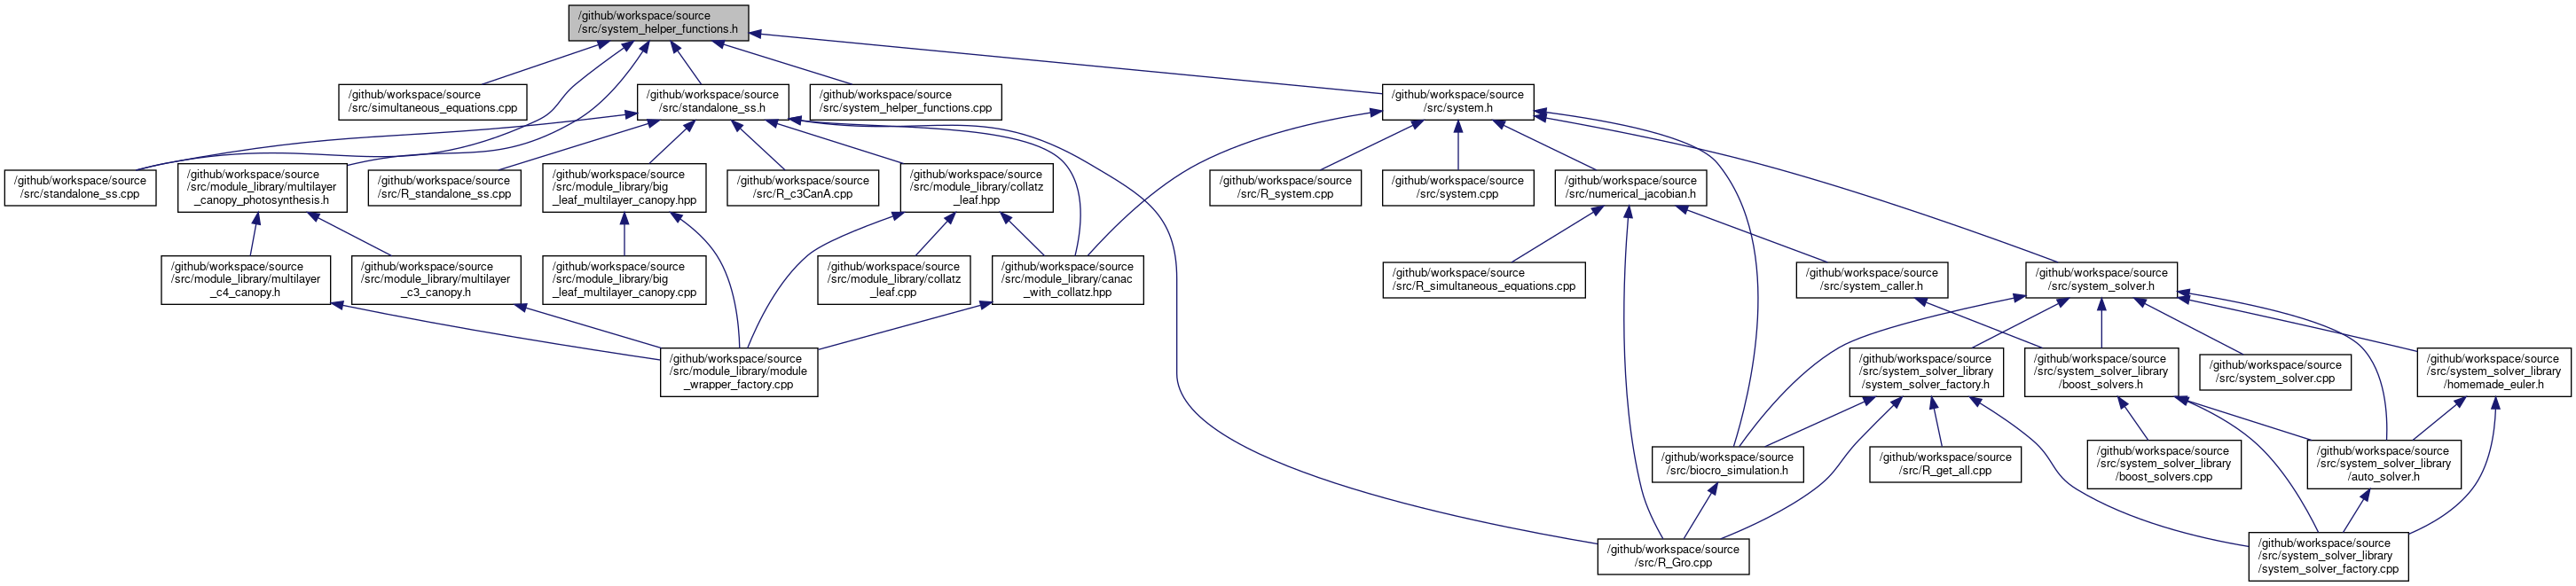 /github/workspace/source
/src/system_helper_functions.h
/github/workspace/source
/src/simultaneous_equations.cpp
/github/workspace/source
/src/standalone_ss.h
/github/workspace/source
/src/system_helper_functions.cpp
/github/workspace/source
/src/system.h
/github/workspace/source
/src/standalone_ss.cpp
/github/workspace/source
/src/module_library/multilayer
_canopy_photosynthesis.h
/github/workspace/source
/src/R_standalone_ss.cpp
/github/workspace/source
/src/module_library/big
_leaf_multilayer_canopy.hpp
/github/workspace/source
/src/R_c3CanA.cpp
/github/workspace/source
/src/module_library/collatz
_leaf.hpp
/github/workspace/source
/src/R_system.cpp
/github/workspace/source
/src/system.cpp
/github/workspace/source
/src/numerical_jacobian.h
/github/workspace/source
/src/module_library/multilayer
_c4_canopy.h
/github/workspace/source
/src/module_library/multilayer
_c3_canopy.h
/github/workspace/source
/src/module_library/big
_leaf_multilayer_canopy.cpp
/github/workspace/source
/src/module_library/collatz
_leaf.cpp
/github/workspace/source
/src/module_library/canac
_with_collatz.hpp
/github/workspace/source
/src/R_simultaneous_equations.cpp
/github/workspace/source
/src/system_caller.h
/github/workspace/source
/src/system_solver.h
/github/workspace/source
/src/module_library/module
_wrapper_factory.cpp
/github/workspace/source
/src/system_solver_library
/system_solver_factory.h
/github/workspace/source
/src/system_solver_library
/boost_solvers.h
/github/workspace/source
/src/system_solver.cpp
/github/workspace/source
/src/system_solver_library
/homemade_euler.h
/github/workspace/source
/src/biocro_simulation.h
/github/workspace/source
/src/R_get_all.cpp
/github/workspace/source
/src/system_solver_library
/boost_solvers.cpp
/github/workspace/source
/src/system_solver_library
/auto_solver.h
/github/workspace/source
/src/R_Gro.cpp
/github/workspace/source
/src/system_solver_library
/system_solver_factory.cpp